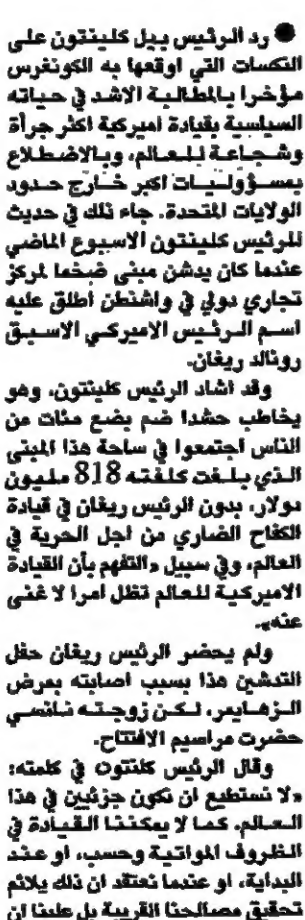 ● رد الرئيس بيل كلينتون على
النكسات التي اوقعها به الكونغرس
مؤخرا بالمطالبة الاشد في حياته
السياسية بقيادة اميركية اكثر جرأة
وشجاعة للعالم، وبالاضطلاع
بمسؤوليات اكبر خارج حدود
الولايات المتحدة. جاء ذلك في حديث
للرئيس كلينتون الاسبوع الماضي
عندما كان يدشن مبنى ضخما لمركز
تجاري دولي في واشنطن اطلق عليه
اسم الرئيس الاميركي الاسبق
رونالد ريغان.
وقد اشاد الرئيس كلينتون، وهو
يخاطب حشدا ضم بضع مئات من
الناس اجتمعوا في ساحة هذا المبنى
الذي بلغت كلفته 818 مليون
دولار، بدون الرئيس ريغان في قيادة
الكفاح الضاري من اجل الحرية في
العالم، وفي سبيل «التفهم بأن القيادة
الاميركية للعالم تظل امرا لا غنى
عنه».
ولم يحضر الرئيس ريغان حفل
التدشين هذا بسبب اصابته بمرض
الزهايمر، لكن زوجته نانسي
حضرت مراسيم الافتتاح.
وقال الرئيس كلنتون في كلمته:
«لا نستطيع ان نكون جزئيين في هذا
العالم. كما لا يمكننا القيادة في
الظروف المواتية وحسب، او عند
البداية، او عندما نعتقد ان ذلك يلائم
تحقيق مصالحنا القريبة بل علينا ان